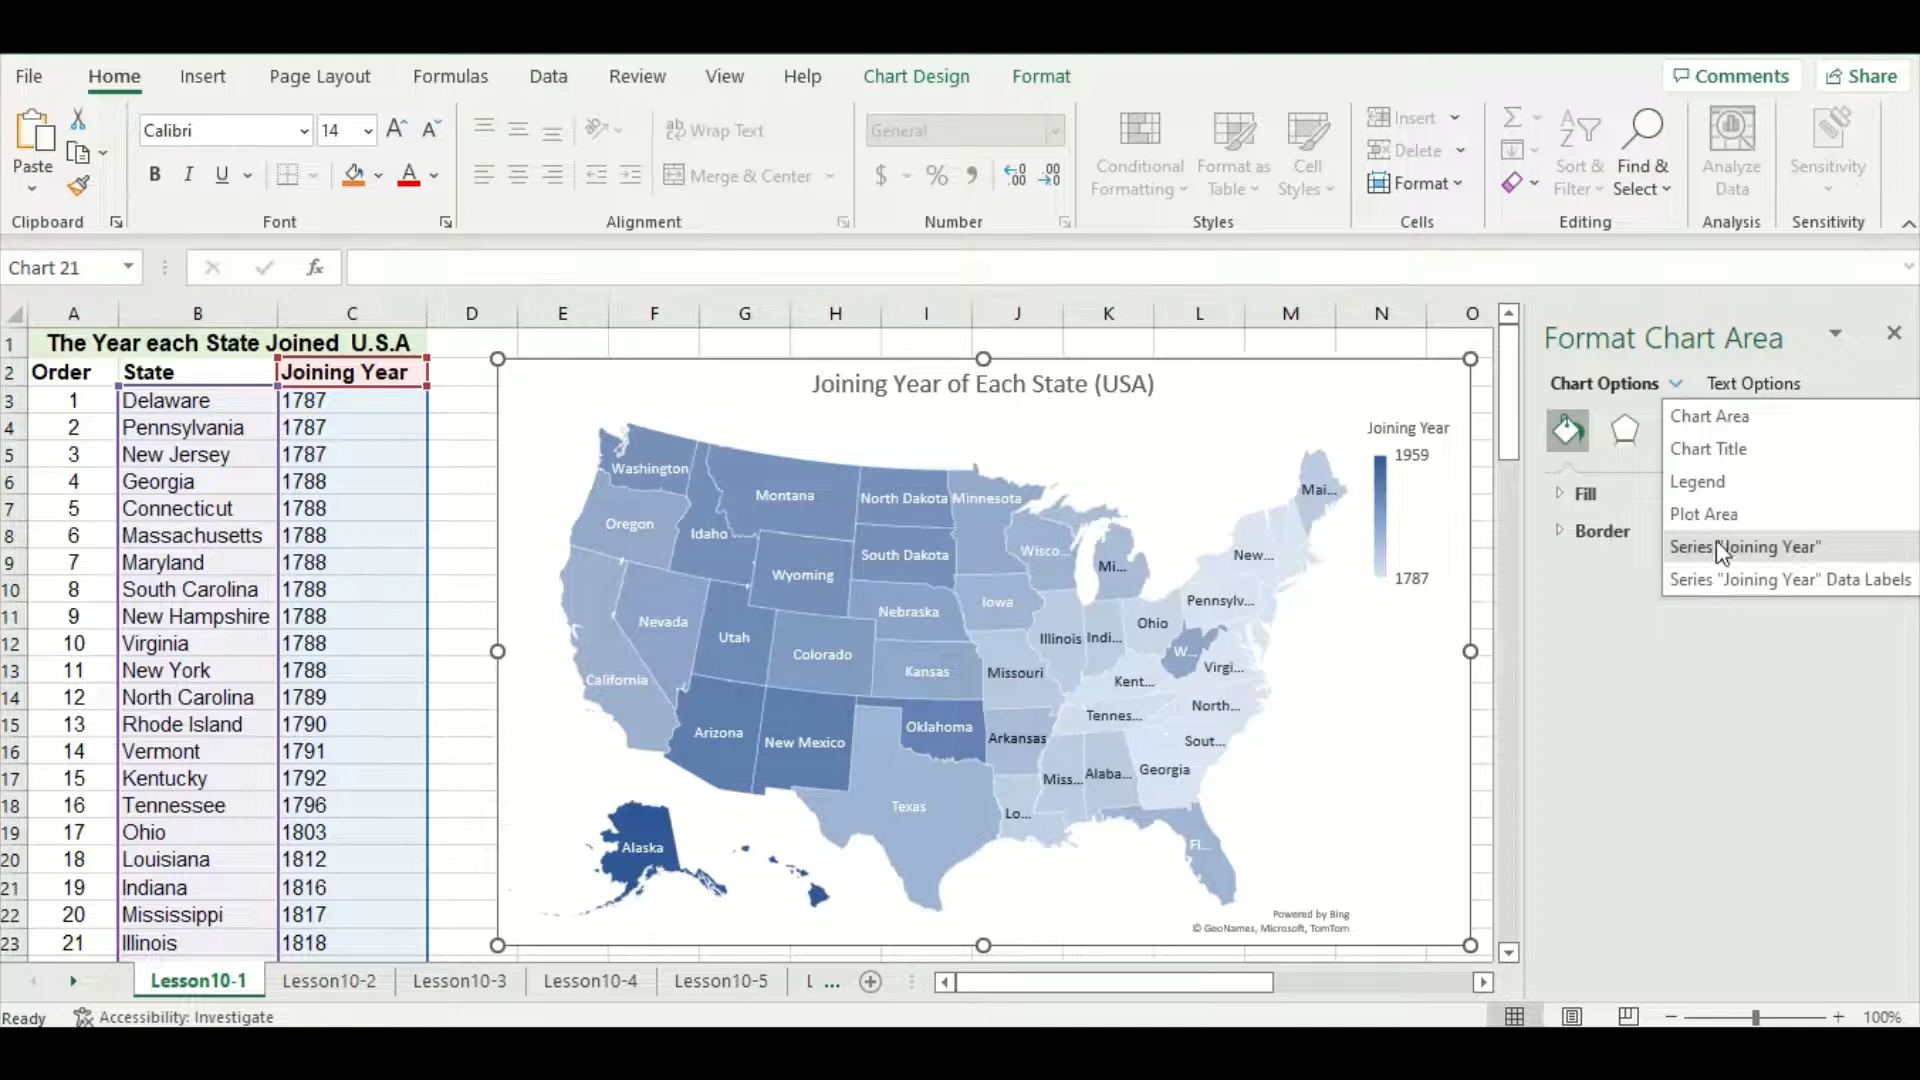 File Home Insert Page Layout Formulas Data Review View Help Chart Design Format Comments Share
Calibri 14 General
Wrap Text Insert
Paste B I U Merge & Center $ % Conditional Formatting Format as Table Cell Styles Delete Sort & Filter Find & Select Analyze Data Sensitivity
Format
Clipboard Font Alignment Number Styles Cells Editing Analysis Sensitivity
Chart 21 fx
A B C D E F G H I J K L M N O
1 The Year each State Joined U.S.A
2 Order State Joining Year
3 1 Delaware 1787
4 2 Pennsylvania 1787
5 3 New Jersey 1787
6 4 Georgia 1788
7 5 Connecticut 1788
8 6 Massachusetts 1788
9 7 Maryland 1788
10 8 South Carolina 1788
11 9 New Hampshire 1788
12 10 Virginia 1788
13 11 New York 1788
14 12 North Carolina 1789
15 13 Rhode Island 1790
16 14 Vermont 1791
17 15 Kentucky 1792
18 16 Tennessee 1796
19 17 Ohio 1803
20 18 Louisiana 1812
21 19 Indiana 1816
22 20 Mississippi 1817
23 21 Illinois 1818
Joining Year of Each State (USA)
Joining Year
1959
1787
Washington
Montana
North Dakota
Minnesota
Mai...
Oregon
Idaho
South Dakota
Wisco...
New...
Wyoming
Mi...
Nebraska
Iowa
Pennsylv...
Nevada
Utah
Ohio
Illinois
Indi...
Colorado
W...
Virgi...
California
Kansas
Missouri
Kent...
North...
Tennes...
Arizona
New Mexico
Oklahoma
Arkansas
Sout...
Miss...
Alaba...
Georgia
Texas
Lo...
Fl...
Alaska
Powered by Bing
© GeoNames, Microsoft, TomTom
Format Chart Area
Chart Options Text Options
Chart Area
Chart Title
Legend
Plot Area
Series "Joining Year"
Series "Joining Year" Data Labels
Fill
Border
Lesson10-1 Lesson10-2 Lesson10-3 Lesson10-4 Lesson10-5 L ...
Ready Accessibility: Investigate 100%